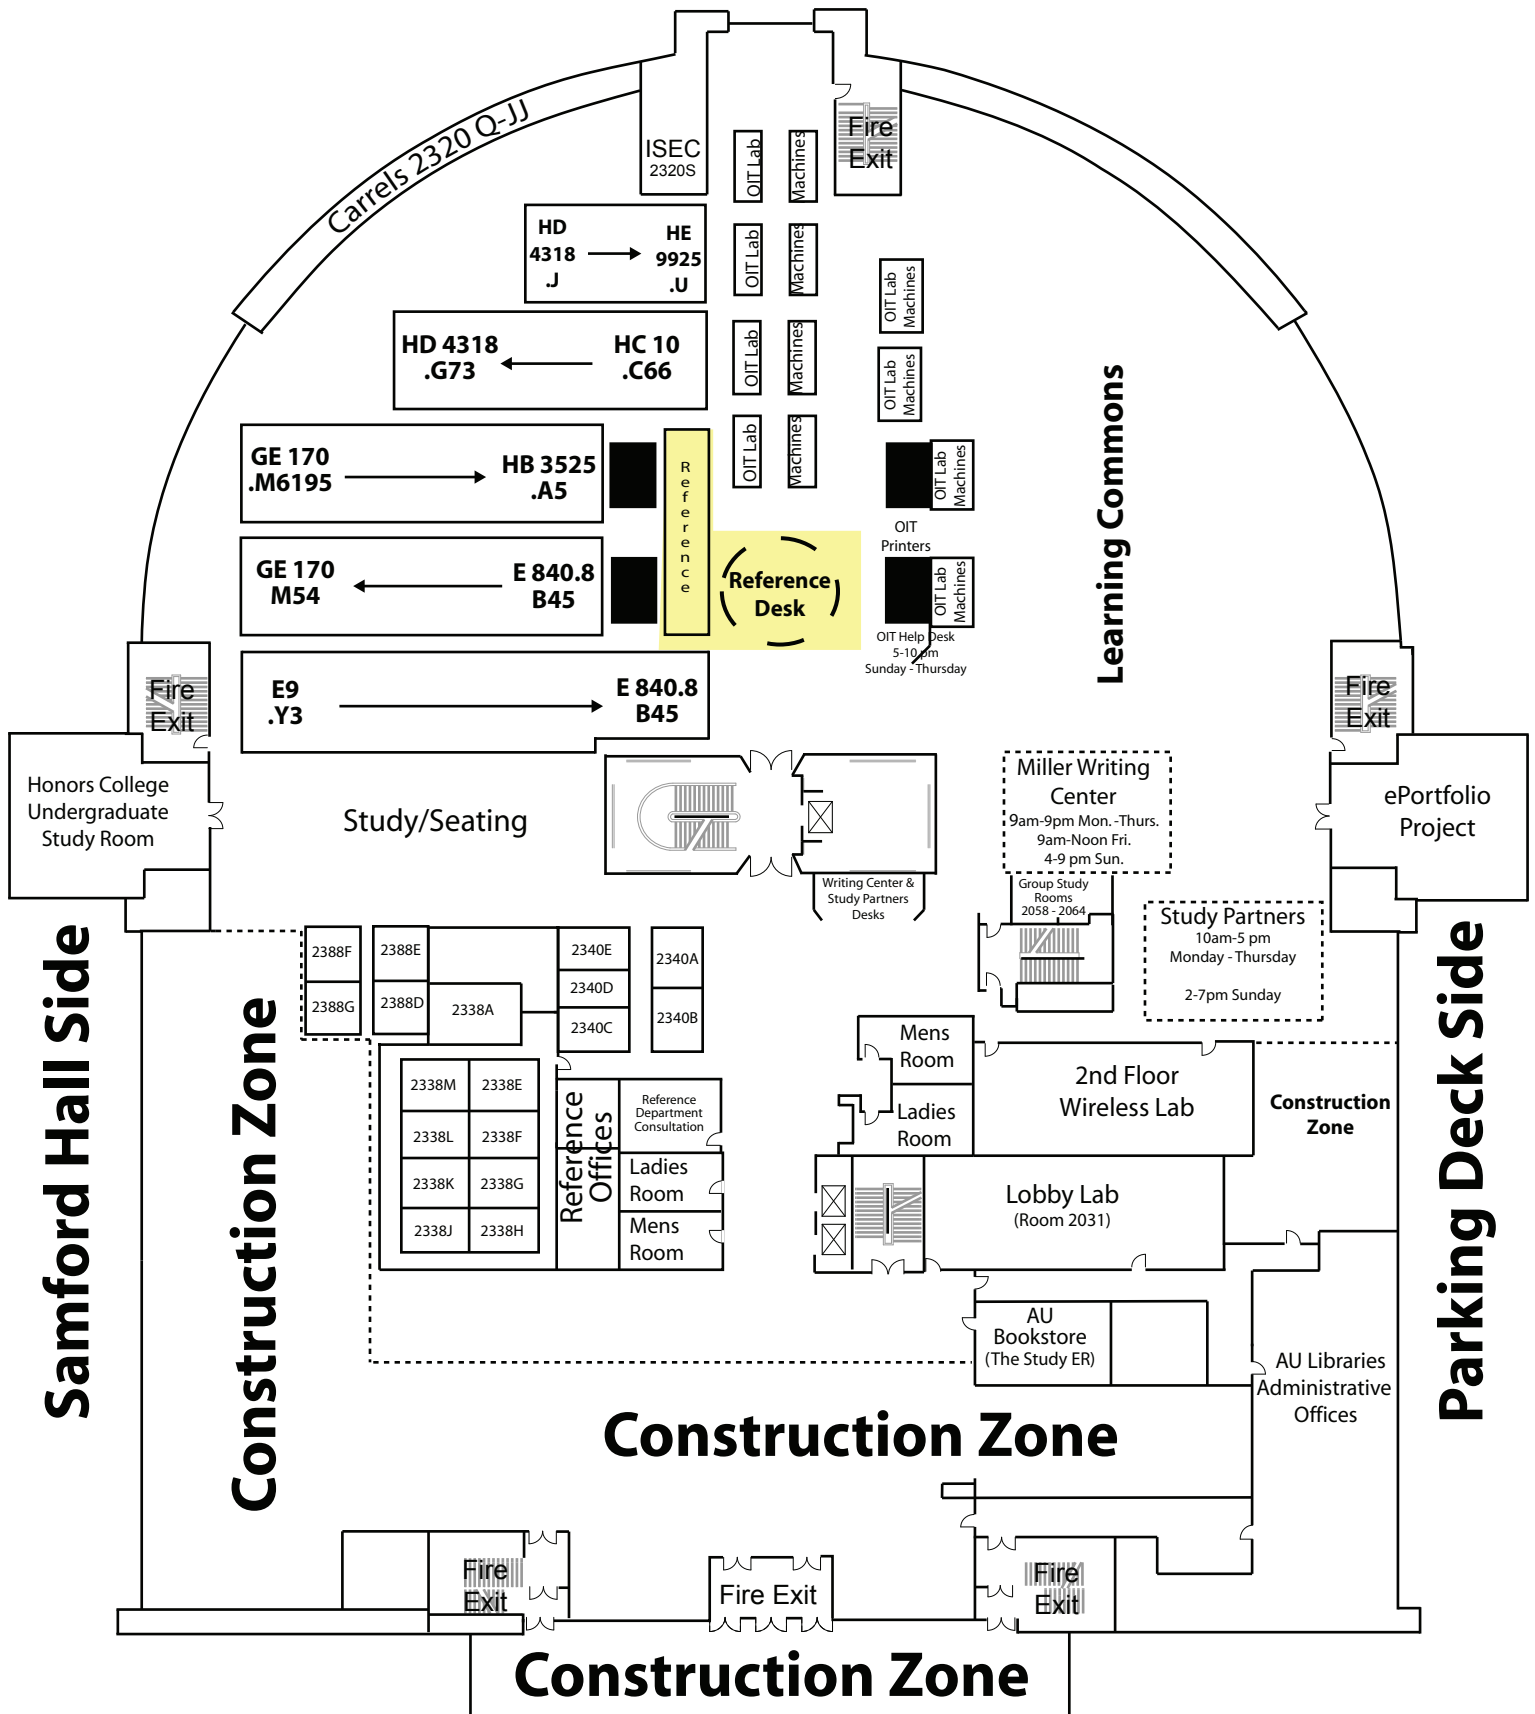 Carrels 2320 Q-JJ
ISEC
2320S
Fire
Exit
OIT Lab
Machines
HD
4318
.J
HE
9925
.U
OIT Lab
Machines
OIT Lab
Machines
HD 4318
.G73
HC 10
.C66
OIT Lab
Machines
OIT Lab
Machines
GE 170
.M6195
HB 3525
.A5
Reference
OIT Lab
Machines
OIT Lab
Machines
OIT
Printers
Learning Commons
GE 170
M54
E 840.8
B45
Reference
Desk
OIT Lab
Machines
OIT Help Desk
5-10 pm
Sunday - Thursday
E9
.Y3
E 840.8
B45
Fire
Exit
Fire
Exit
Honors College
Undergraduate
Study Room
Study/Seating
Miller Writing
Center
9am-9pm Mon. -Thurs.
9am-Noon Fri.
4-9 pm Sun.
ePortfolio
Project
Writing Center &
Study Partners
Desks
Group Study
Rooms
2058 - 2064
Study Partners
10am-5 pm
Monday - Thursday
2-7pm Sunday
Samford Hall Side
Construction Zone
2388F
2388G
2388E
2388D
2338A
2340E
2340D
2340C
2340A
2340B
2338M
2338E
2338L
2338F
2338K
2338G
2338J
2338H
Reference
Offices
Reference
Department
Consultation
Ladies
Room
Mens
Room
Mens
Room
Ladies
Room
2nd Floor
Wireless Lab
Construction
Zone
Parking Deck Side
Lobby Lab
(Room 2031)
AU
Bookstore
(The Study ER)
AU Libraries
Administrative
Offices
Construction Zone
Fire
Exit
Fire Exit
Fire
Exit
Construction Zone